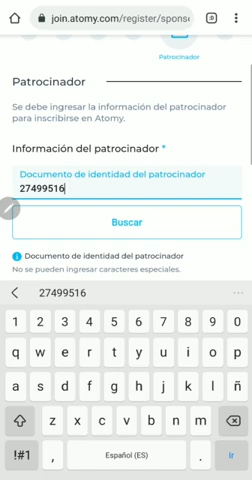 join.atomy.com/register/spons
Patrocinador
Patrocinador
Se debe ingresar la información del patrocinador
para inscribirse en Atomy.
Información del patrocinador *
Documento de identidad del patrocinador
27499516
Buscar
Documento de identidad del patrocinador
No se pueden ingresar caracteres especiales.
27499516
1 2 3 4 5 6 7 8 9 0
q w e r t y u i o p
a s d f g h j k l ñ
z x c v b n m
!#1 , Español (ES) . Ir